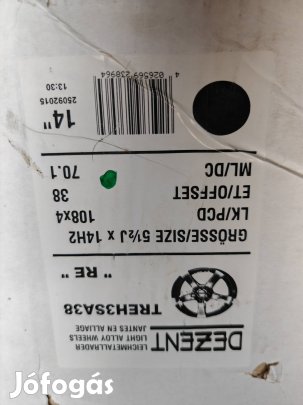 DEZENT
LEICHTMETALLRÄDER
LIGHT ALLOY WHEELS
JANTES EN ALLIAGE
TREH3SA38
" RE "
GRÖSSE/SIZE 5½J x 14H2
LK/PCD 108x4
ET/OFFSET 38
ML/DC 70.1
14"
25092015
13:30
4 026569 238964
Jófogás